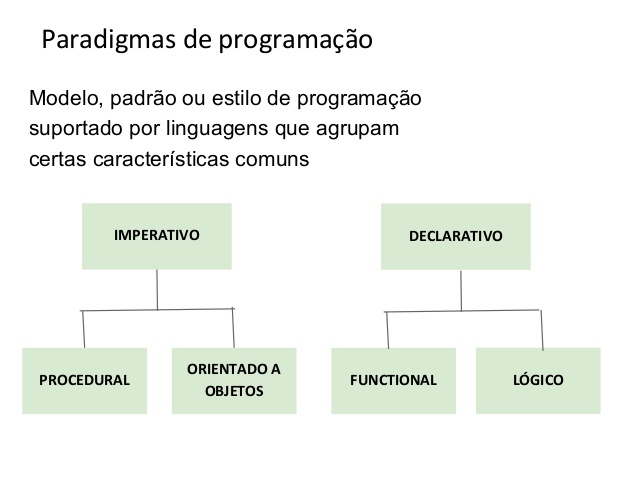 Paradigmas de programação
Modelo, padrão ou estilo de programação
suportado por linguagens que agrupam
certas características comuns
IMPERATIVO
DECLARATIVO
PROCEDURAL
ORIENTADO A
OBJETOS
FUNCTIONAL
LÓGICO